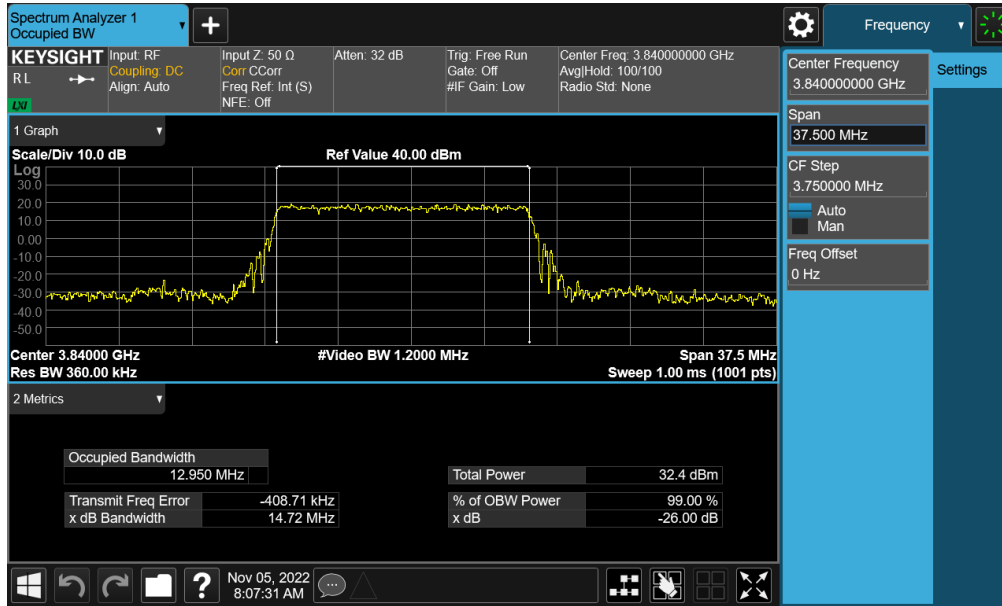 Spectrum Analyzer 1
Occupied BW
Frequency
KEYSIGHT
R L
LXI
Input: RF
Coupling: DC
Align: Auto
Input Z: 50 Ω
Corr CCorr
Freq Ref: Int (S)
NFE: Off
Atten: 32 dB
Trig: Free Run
Gate: Off
#IF Gain: Low
Center Freq: 3.840000000 GHz
Avg|Hold: 100/100
Radio Std: None
Center Frequency
3.840000000 GHz
Settings
Span
37.500 MHz
CF Step
3.750000 MHz
Auto
Man
Freq Offset
0 Hz
1 Graph
Scale/Div 10.0 dB
Ref Value 40.00 dBm
Log
30.0
20.0
10.0
0.00
-10.0
-20.0
-30.0
-40.0
-50.0
Center 3.84000 GHz
#Video BW 1.2000 MHz
Span 37.5 MHz
Res BW 360.00 kHz
Sweep 1.00 ms (1001 pts)
2 Metrics
Occupied Bandwidth
12.950 MHz
Total Power 32.4 dBm
Transmit Freq Error -408.71 kHz
% of OBW Power 99.00 %
x dB Bandwidth 14.72 MHz
x dB -26.00 dB
Nov 05, 2022
8:07:31 AM